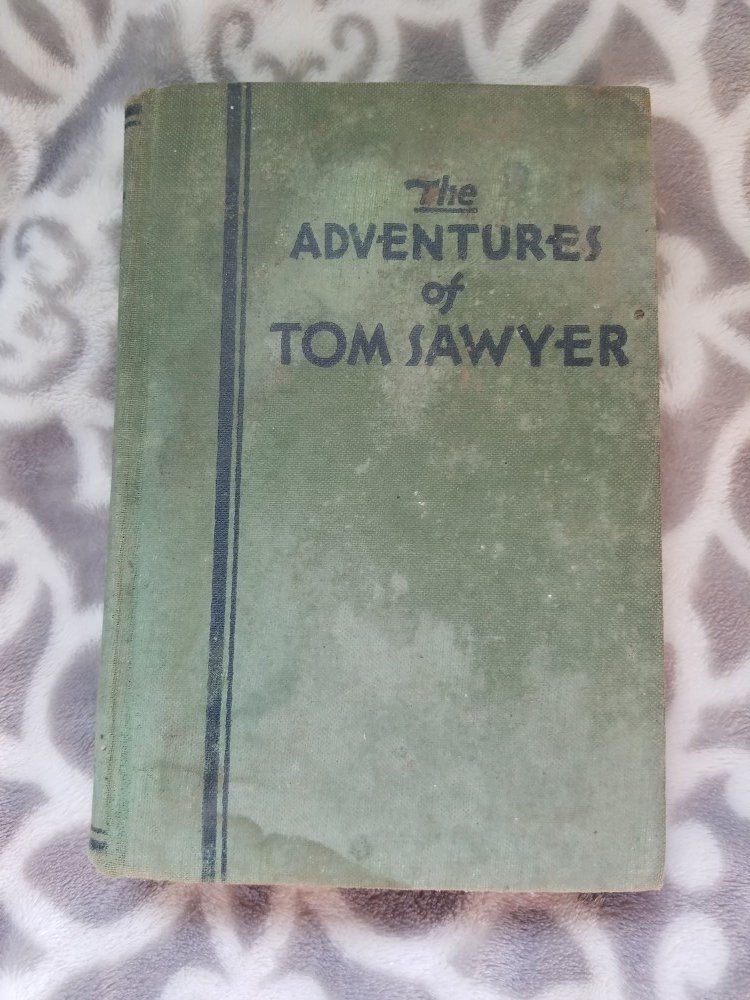 The
ADVENTURES
of
TOM SAWYER